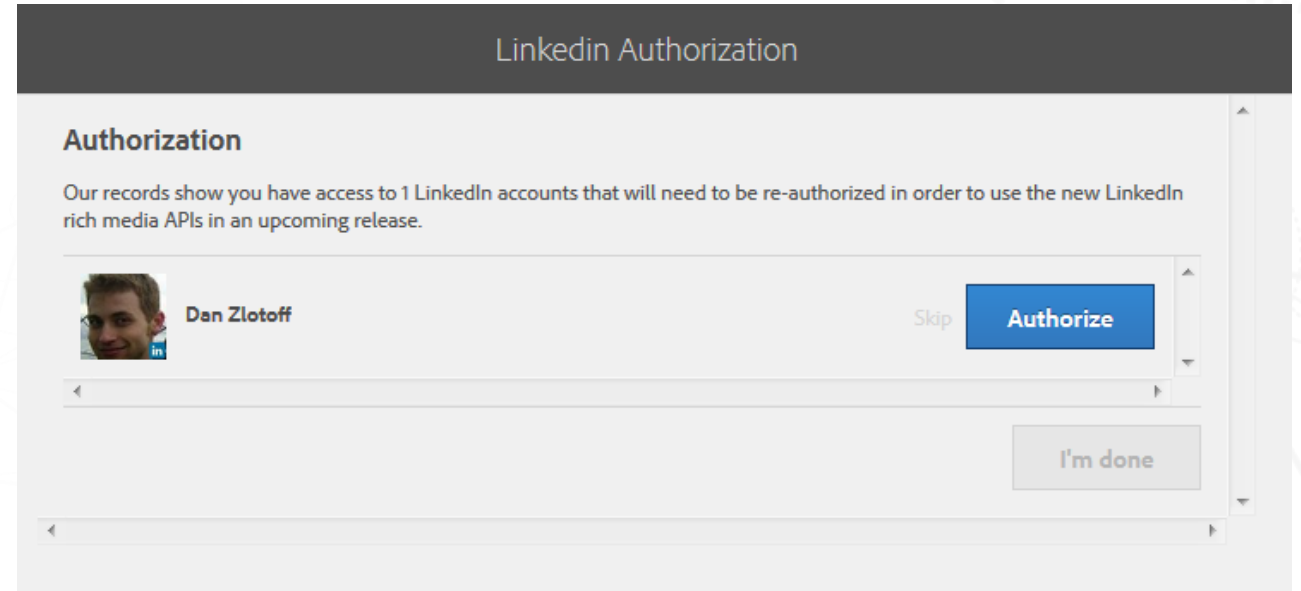 Linkedin Authorization
Authorization
Our records show you have access to 1 LinkedIn accounts that will need to be re-authorized in order to use the new LinkedIn
rich media APIs in an upcoming release.
Dan Zlotoff
Skip
Authorize
in
I'm done